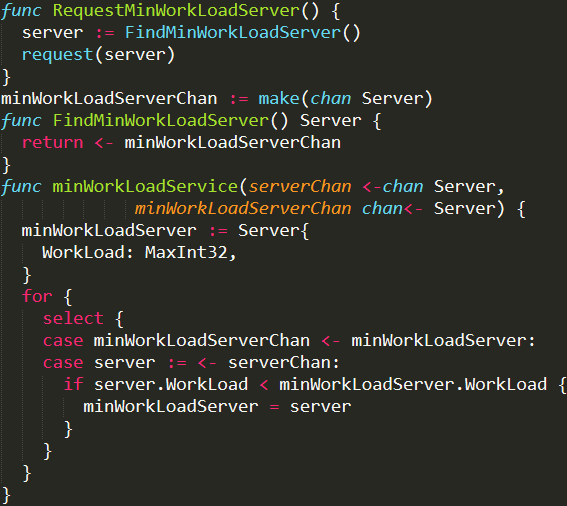 func RequestMinWorkLoadServer() {
  server := FindMinWorkLoadServer()
  request(server)
}
minWorkLoadServerChan := make(chan Server)
func FindMinWorkLoadServer() Server {
  return <- minWorkLoadServerChan
}
func minWorkLoadService(serverChan <-chan Server,
             minWorkLoadServerChan chan<- Server) {
  minWorkLoadServer := Server{
    WorkLoad: MaxInt32,
  }
  for {
    select {
    case minWorkLoadServerChan <- minWorkLoadServer:
    case server := <- serverChan:
      if server.WorkLoad < minWorkLoadServer.WorkLoad {
        minWorkLoadServer = server
      }
    }
  }
}